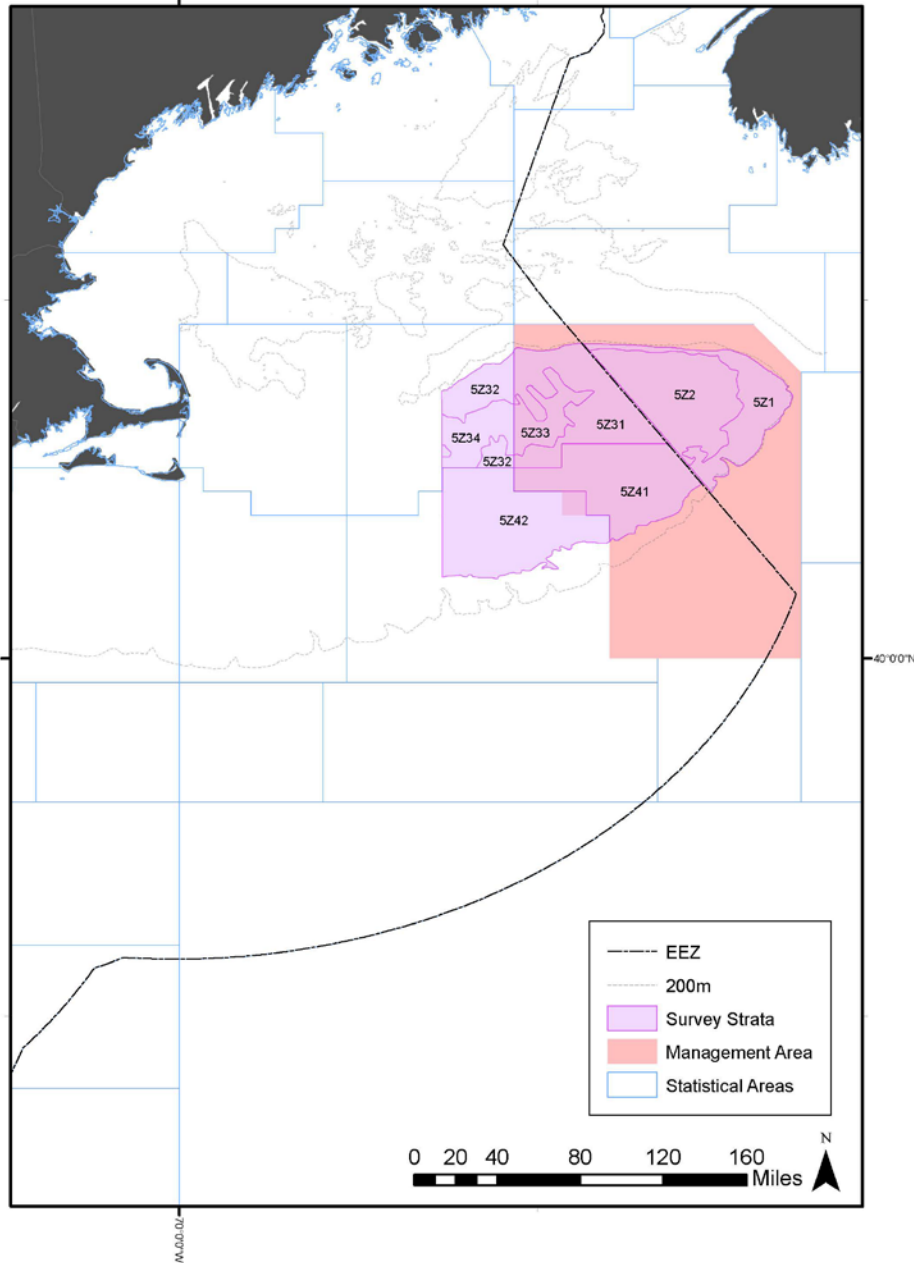 5Z32
5Z2
5Z1
5Z34
5Z33
5Z31
5Z32
5Z41
5Z42
40°0'0"N
EEZ
200m
Survey Strata
Management Area
Statistical Areas
N
0 20 40 80 120 160
Miles
70°0'0"W